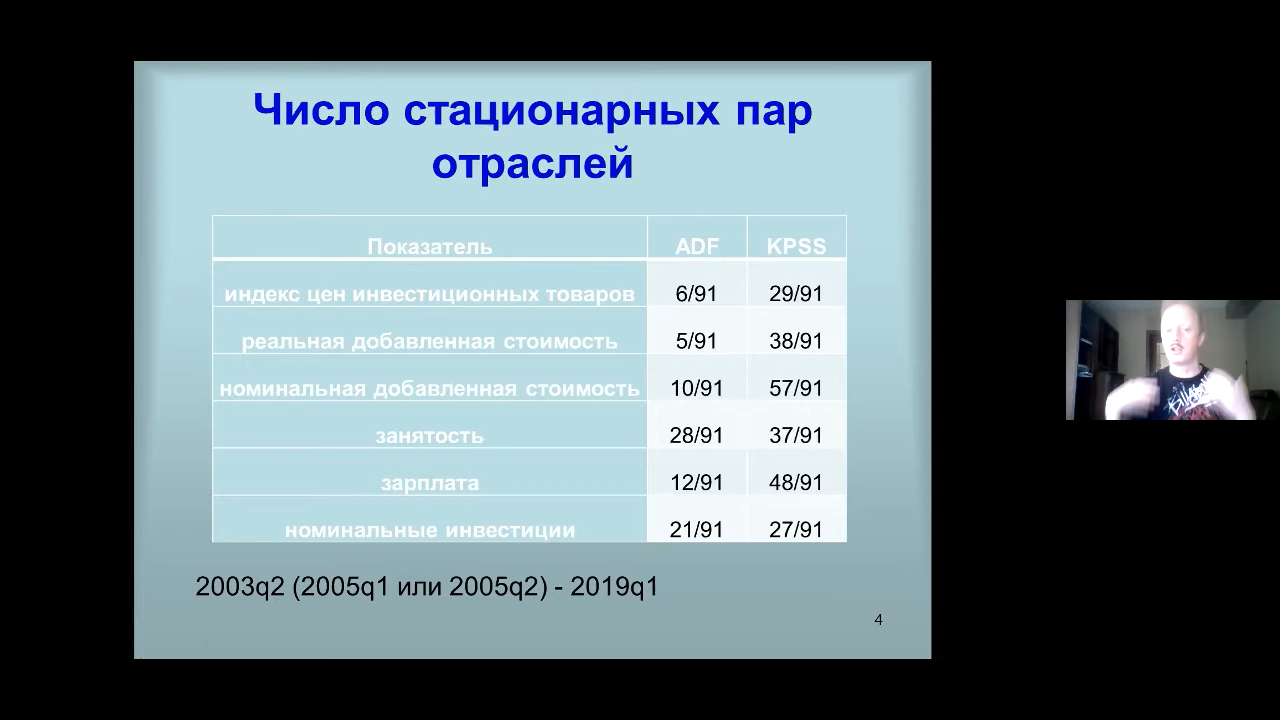 Число стационарных пар
отраслей
Показатель ADF KPSS
индекс цен инвестиционных товаров 6/91 29/91
реальная добавленная стоимость 5/91 38/91
номинальная добавленная стоимость 10/91 57/91
занятость 28/91 37/91
зарплата 12/91 48/91
номинальные инвестиции 21/91 27/91
2003q2 (2005q1 или 2005q2) - 2019q1
4